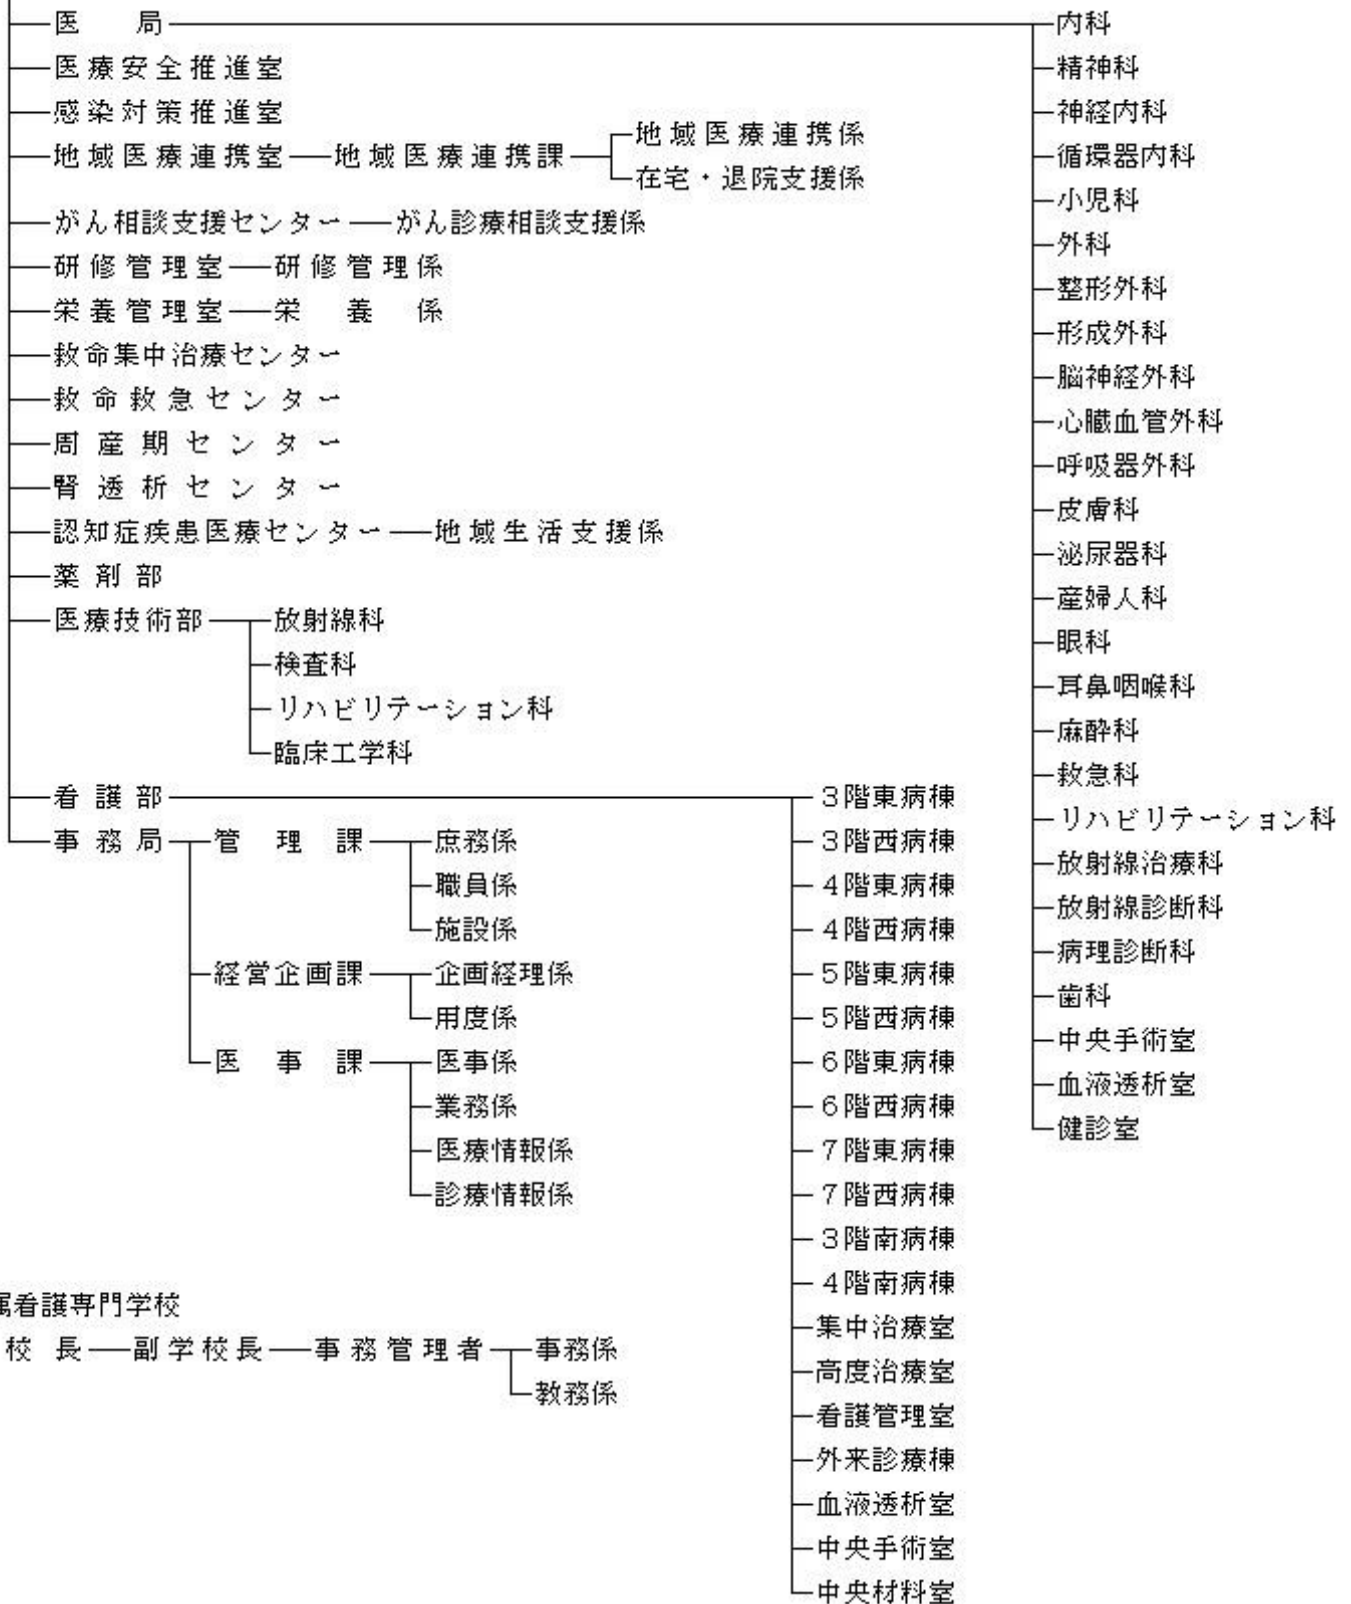 医局
医療安全推進室
感染対策推進室
地域医療連携室 地域医療連携課 地域医療連携係
在宅・退院支援係
がん相談支援センター がん診療相談支援係
研修管理室 研修管理係
栄養管理室 栄養係
救命集中治療センター
救命救急センター
周産期センター
腎透析センター
認知症疾患医療センター 地域生活支援係
薬剤部
医療技術部 放射線科
検査科
リハビリテーション科
臨床工学科
看護部
事務局 管理課 庶務係
職員係
施設係
経営企画課 企画経理係
用度係
医事課 医事係
業務係
医療情報係
診療情報係
属看護専門学校
校長 副学校長 事務管理者 事務係
教務係
3階東病棟
3階西病棟
4階東病棟
4階西病棟
5階東病棟
5階西病棟
6階東病棟
6階西病棟
7階東病棟
7階西病棟
3階南病棟
4階南病棟
集中治療室
高度治療室
看護管理室
外来診療棟
血液透析室
中央手術室
中央材料室
内科
精神科
神経内科
循環器内科
小児科
外科
整形外科
形成外科
脳神経外科
心臓血管外科
呼吸器外科
皮膚科
泌尿器科
産婦人科
眼科
耳鼻咽喉科
麻酔科
救急科
リハビリテーション科
放射線治療科
放射線診断科
病理診断科
歯科
中央手術室
血液透析室
健診室